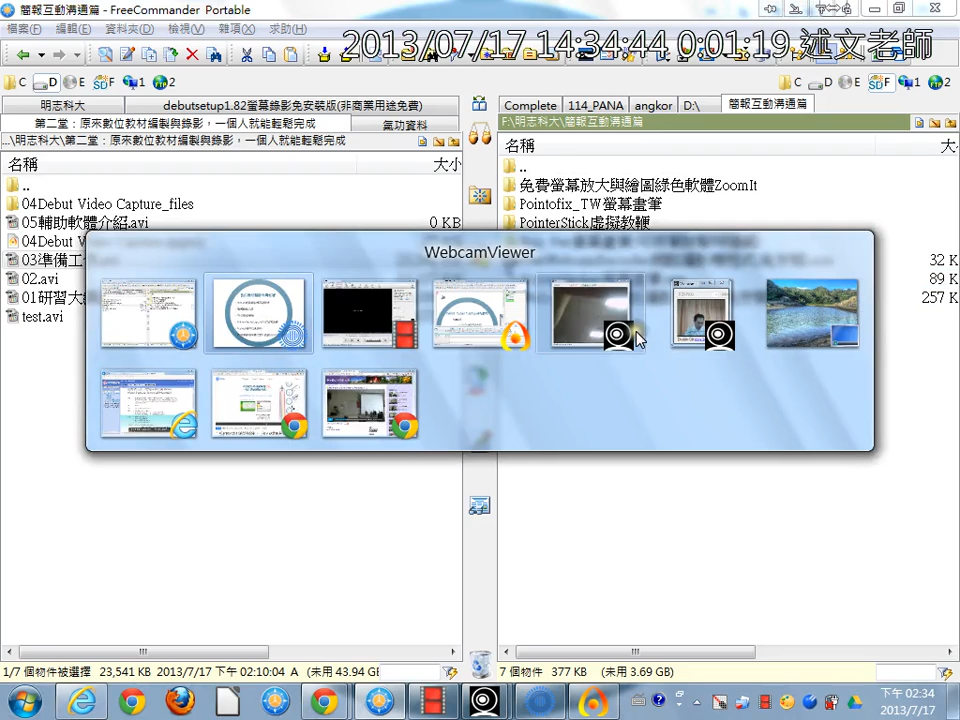 簡報互動溝通篇 - FreeCommander Portable
檔案(F) 編輯(E) 資料夾(D) 檢視(V) 雜項(X) 求助(H)
2013/07/17 14:34:44 0:01:19 述文老師
C D E SDF 1 2
C D E SDF 1 2
明志科大 debutsetup1.82螢幕錄影免安裝版(非商業用途免費)
第二堂：原來數位教材編製與錄影，一個人就能輕鬆完成 氣功資料
Complete 114_PANA angkor D:\ 簡報互動溝通篇
...\明志科大\第二堂：原來數位教材編製與錄影，一個人就能輕鬆完成
F:\明志科大\簡報互動溝通篇
名稱 大小
名稱 大
..
04Debut Video Capture_files
05輔助軟體介紹.avi 0 KB
04Debut
03準備工
02.avi
01研習大
test.avi
..
免費螢幕放大與繪圖綠色軟體ZoomIt
Pointofix_TW螢幕畫筆
PointerStick虛擬教鞭
32 K
89 K
257 K
WebcamViewer
1/7 個物件被選擇 23,541 KB 2013/7/17 下午 02:10:04 (未用 43.94 GB
7 個物件 377 KB (未用 3.69 GB)
下午 02:34
2013/7/17